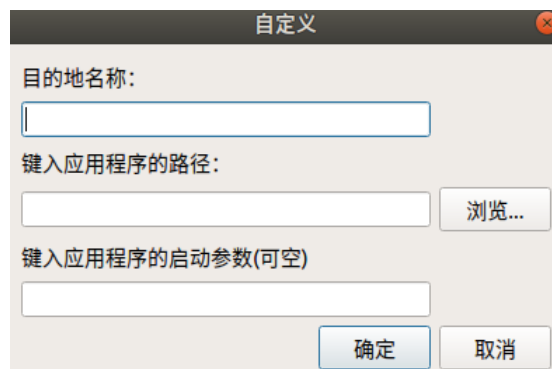 自定义
目的地名称：
键入应用程序的路径：
浏览...
键入应用程序的启动参数(可空)
确定
取消